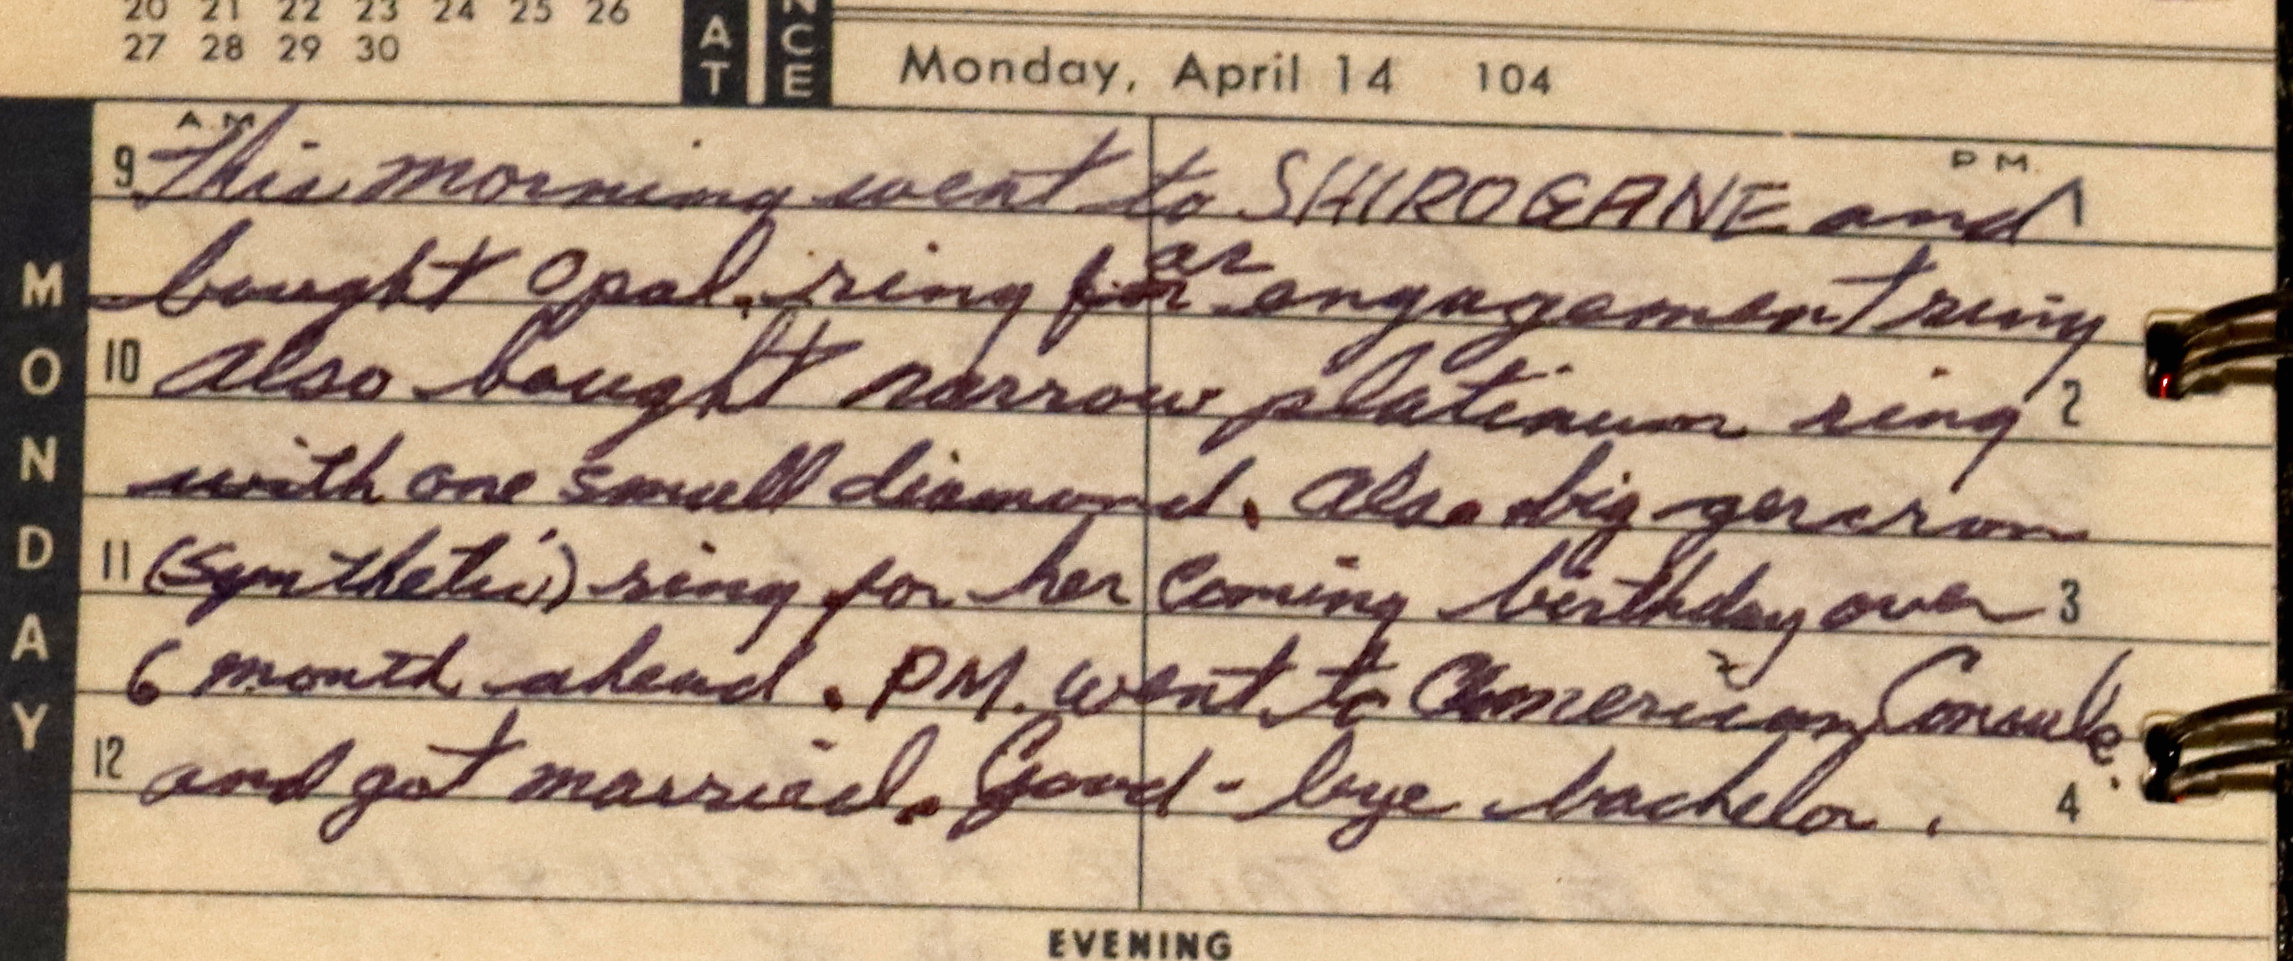 20 21 22 23 24 25 26
27 28 29 30
AT
NCE
Monday, April 14 104
MONDAY
A.M.
P.M.
9 This morning went to SHIROGANE and 1
bought Opal ring for as engagement ring
10 Also bought narrow platinum ring 2
with one small diamond. Also big
11 (synthetic) ring for her coming birthday over 3
6 month ahead. PM. went to American Consule
12 and got married. Good-bye bachelor. 4
EVENING